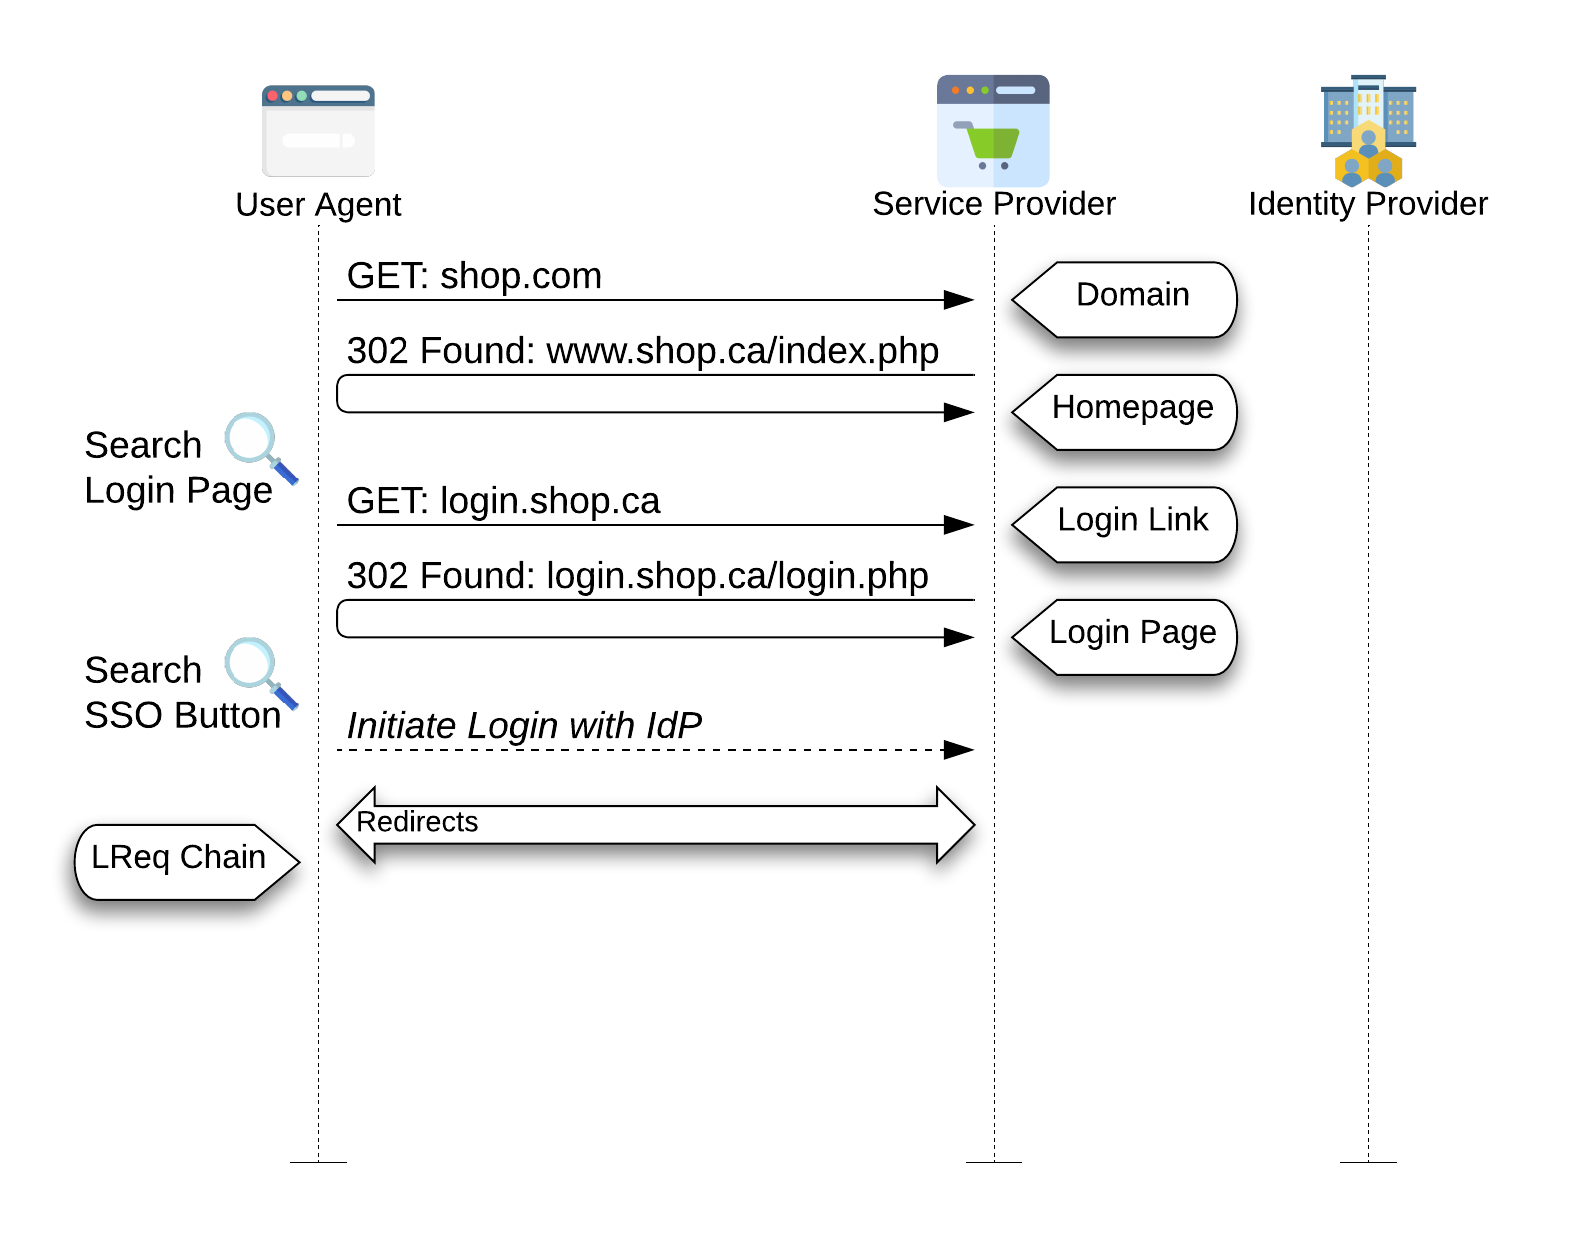 User Agent
Service Provider
Identity Provider
GET: shop.com
Domain
302 Found: www.shop.ca/index.php
Homepage
Search
Login Page
GET: login.shop.ca
Login Link
302 Found: login.shop.ca/login.php
Login Page
Search
SSO Button
Initiate Login with IdP
Redirects
LReq Chain